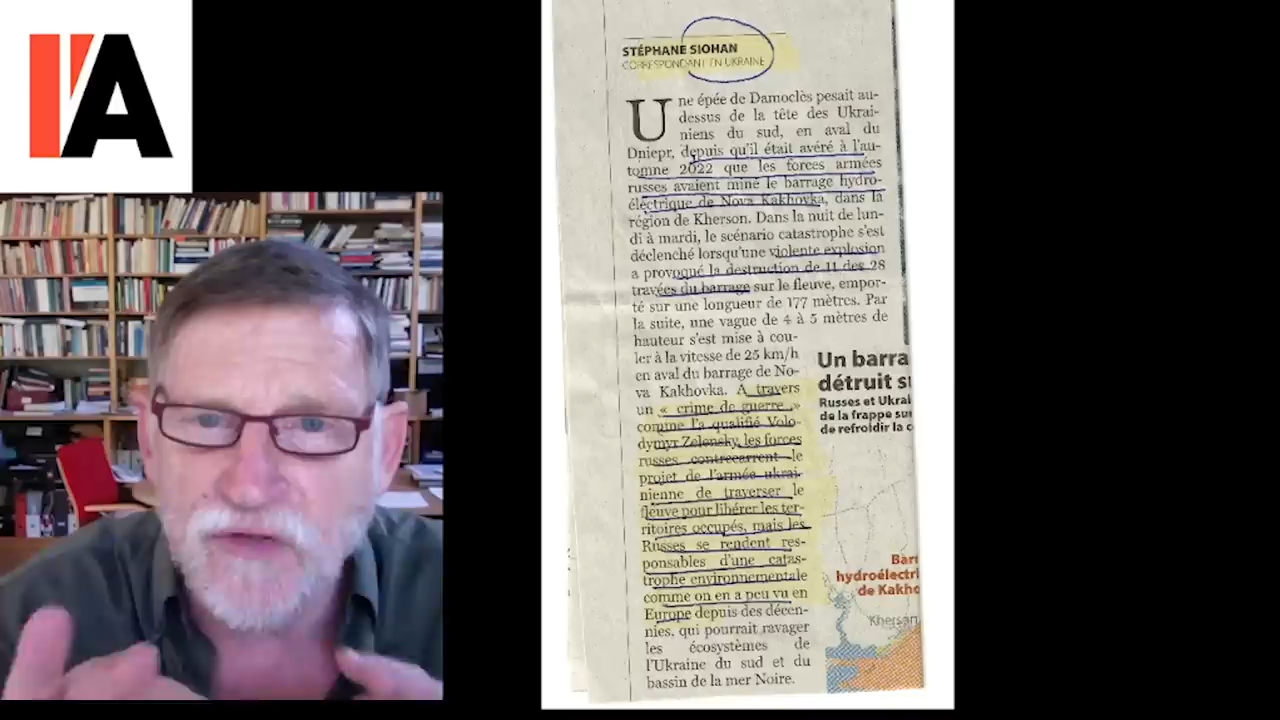 IA
STÉPHANE SIOHAN
CORRESPONDANT EN UKRAINE
Une épée de Damoclès pesait au-
dessus de la tête des Ukrai-
niens du sud, en aval du
Dniepr, depuis qu'il était avéré à l'au-
tomne 2022 que les forces armées
russes avaient miné le barrage hydro-
électrique de Nova Kakhovka, dans la
région de Kherson. Dans la nuit de lun-
di à mardi, le scénario catastrophe s'est
déclenché lorsqu'une violente explosion
a provoqué la destruction de 11 des 28
travées du barrage sur le fleuve, empor-
té sur une longueur de 177 mètres. Par
la suite, une vague de 4 à 5 mètres de
hauteur s'est mise à cou-
ler à la vitesse de 25 km/h
en aval du barrage de No-
va Kakhovka. A travers
un « crime de guerre »
comme l'a qualifié Volo-
dymyr Zelensky, les forces
russes contrecarrent le
projet de l'armée ukrai-
nienne de traverser le
fleuve pour libérer les ter-
ritoires occupés, mais les
Russes se rendent res-
ponsables d'une catas-
trophe environnementale
comme on en a peu vu en
Europe depuis des décen-
nies, qui pourrait ravager
les écosystèmes de
l'Ukraine du sud et du
bassin de la mer Noire.
Un barra
détruit su
Russes et Ukrai
de la frappe sur
de refroidir la c
Barr
hydroélectri
de Kakho
Kherson